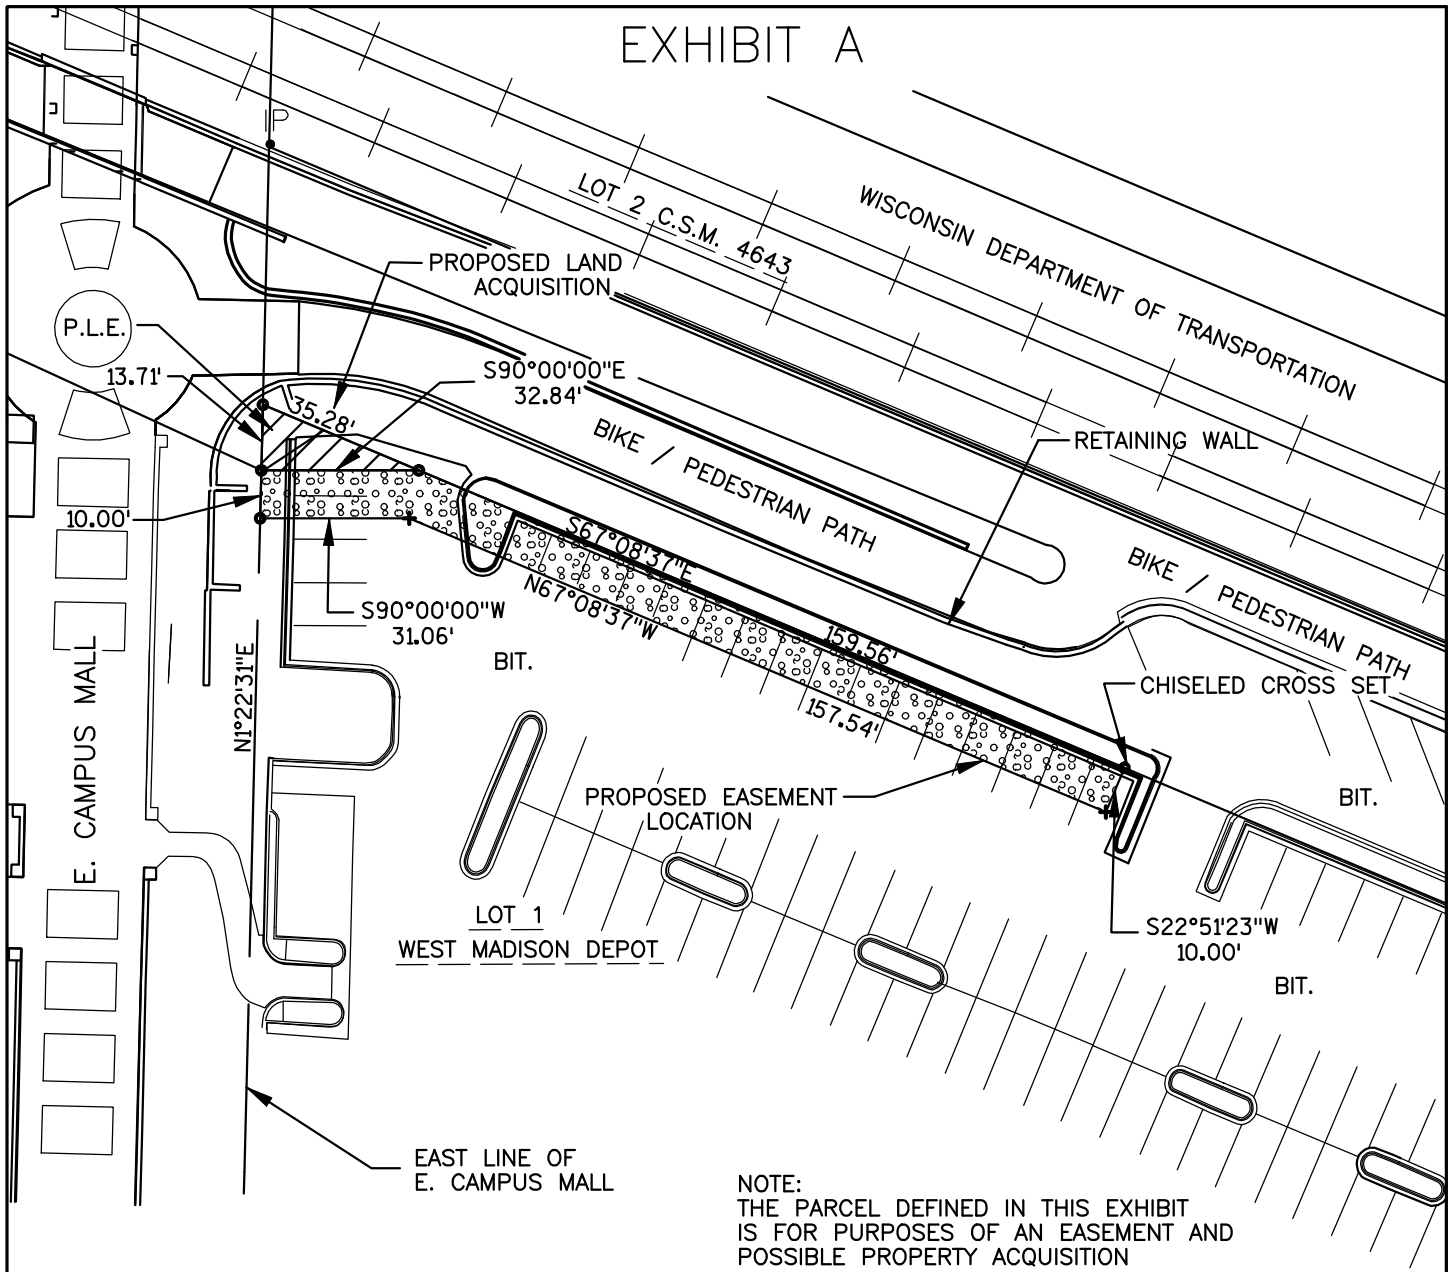 EXHIBIT A
LOT 2 C.S.M. 4643
WISCONSIN DEPARTMENT OF TRANSPORTATION
PROPOSED LAND
ACQUISITION
P.L.E.
13.71'
S90°00'00"E
32.84'
35.28'
BIKE / PEDESTRIAN PATH
RETAINING WALL
10.00'
S67°08'37"E
BIKE / PEDESTRIAN PATH
N67°08'37"W
S90°00'00"W
31.06'
BIT.
159.56'
CHISELED CROSS SET
N1°22'31"E
E. CAMPUS MALL
157.54'
PROPOSED EASEMENT
LOCATION
BIT.
LOT 1
WEST MADISON DEPOT
S22°51'23"W
10.00'
BIT.
EAST LINE OF
E. CAMPUS MALL
NOTE:
THE PARCEL DEFINED IN THIS EXHIBIT
IS FOR PURPOSES OF AN EASEMENT AND
POSSIBLE PROPERTY ACQUISITION